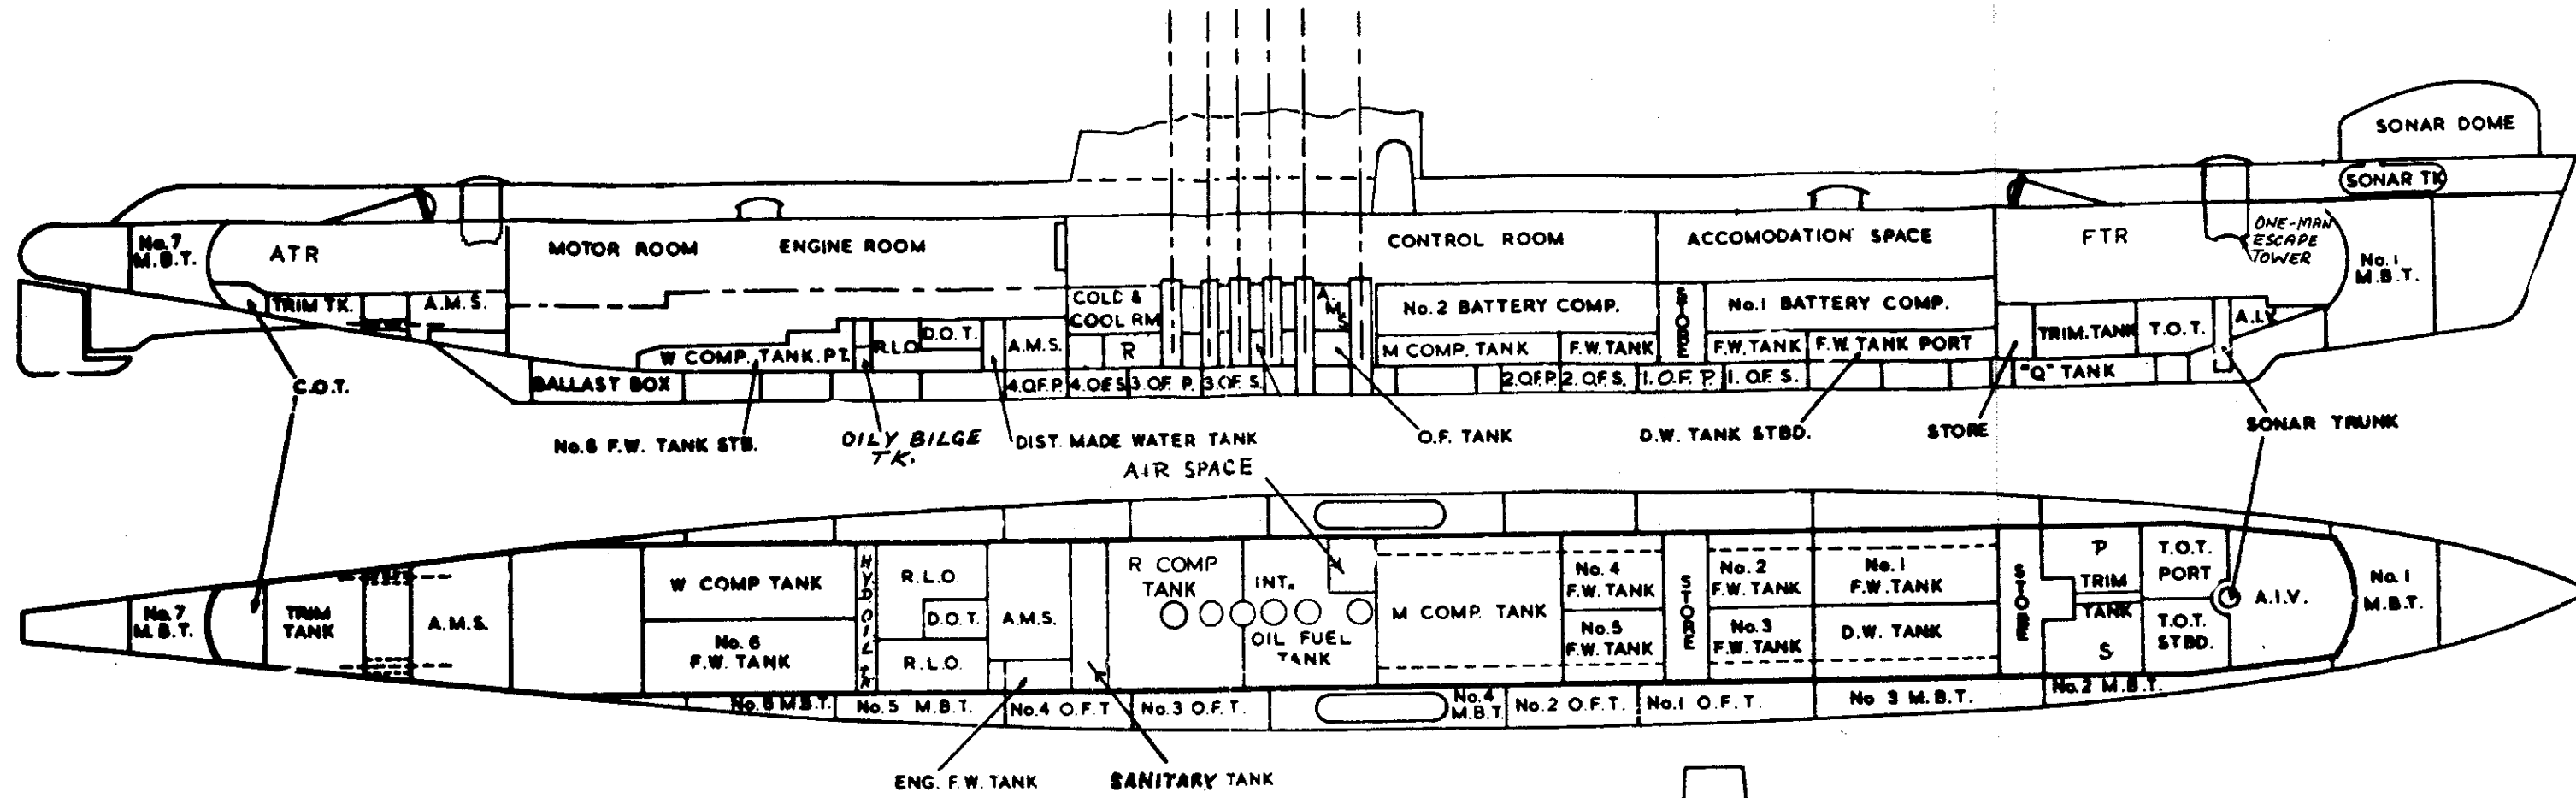 SONAR DOME
SONAR TK
No.7
M.B.T.
ATR
MOTOR ROOM
ENGINE ROOM
CONTROL ROOM
ACCOMODATION SPACE
FTR
ONE-MAN
ESCAPE
TOWER
No.1
M.B.T.
TRIM TK.
A.M.S.
COLD &
COOL RM
A.
M.
S.
No.2 BATTERY COMP.
STORE
No.1 BATTERY COMP.
TRIM.TANK
T.O.T.
A.I.V.
W COMP. TANK. PT.
R.L.O
D.O.T.
A.M.S.
R
M COMP. TANK
F.W. TANK
F.W. TANK
F.W. TANK PORT
BALLAST BOX
4.O.F.P.
4.O.F.S.
3.O.F. P.
3.O.F. S.
2.O.F.P.
2.O.F.S.
1.O.F. P.
1.O.F. S.
"Q" TANK
C.O.T.
No.6 F.W. TANK STB.
OILY BILGE
TK.
DIST. MADE WATER TANK
AIR SPACE
O.F. TANK
D.W. TANK STBD.
STORE
SONAR TRUNK
No.7
M.B.T.
TRIM
TANK
A.M.S.
W COMP TANK
No.6
F.W. TANK
HYD OIL TK
R.L.O.
D.O.T.
R.L.O.
A.M.S.
R COMP
TANK
INT.
OIL FUEL
TANK
M COMP. TANK
No.4
F.W. TANK
No.5
F.W. TANK
STORE
No.2
F.W. TANK
No.3
F.W. TANK
No.1
F.W. TANK
D.W. TANK
STORE
P
TRIM
TANK
S
T.O.T.
PORT
T.O.T.
STBD.
A.I.V.
No.1
M.B.T.
No.6 M.B.T.
No.5 M.B.T.
No.4 O.F.T
No.3 O.F.T.
No.4
M.B.T.
No.2 O.F.T.
No.1 O.F.T.
No 3 M.B.T.
No.2 M.B.T.
ENG. F.W. TANK
SANITARY TANK